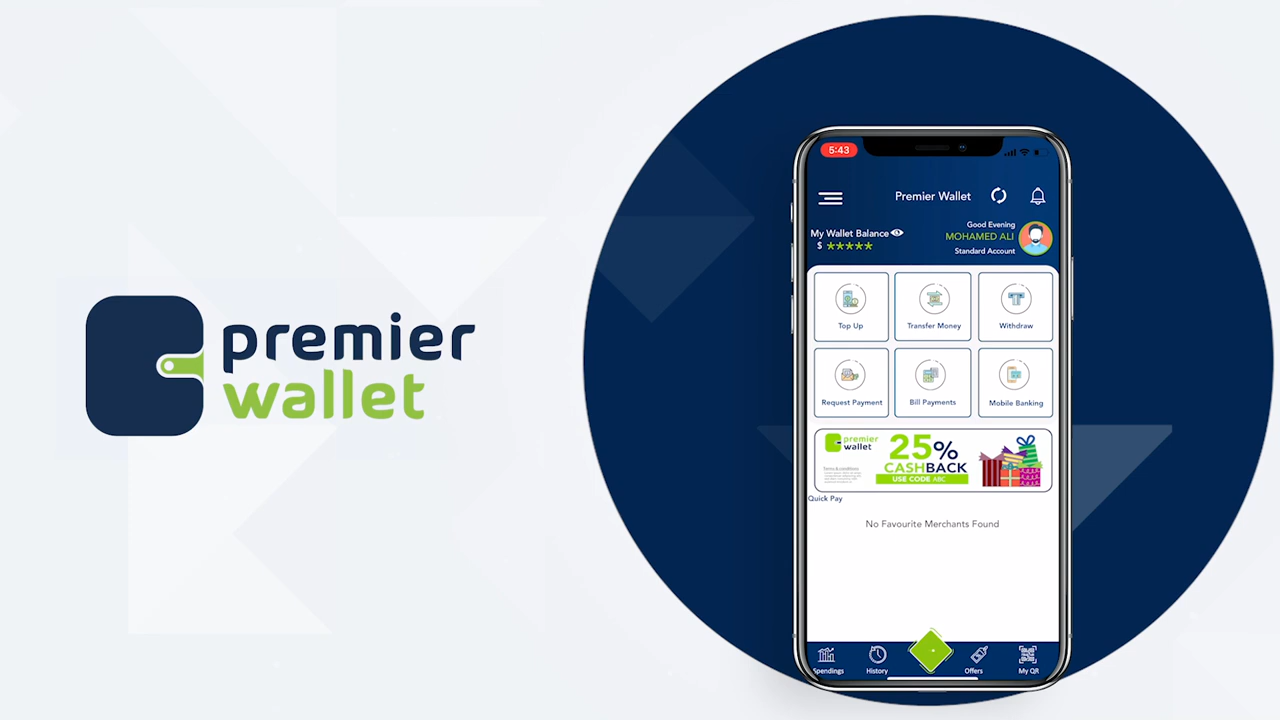 premier
wallet
5:43
Premier Wallet
Good Evening
My Wallet Balance
MOHAMED ALI
$ *****
Standard Account
Top Up
Transfer Money
Withdraw
Request Payment
Bill Payments
Mobile Banking
premier
wallet
25%
CASHBACK
USE CODE ABC
Terms & conditions
Quick Pay
No Favourite Merchants Found
Spendings
History
Offers
My QR